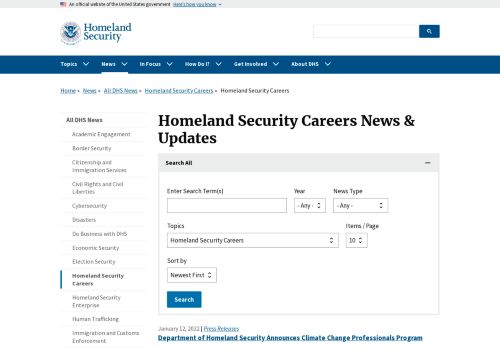 An official website of the United States government Here's how you know
Homeland
Security
Topics News In Focus How Do I? Get Involved About DHS
Home » News » All DHS News » Homeland Security Careers » Homeland Security Careers
All DHS News
Academic Engagement
Border Security
Citizenship and
Immigration Services
Civil Rights and Civil
Liberties
Cybersecurity
Disasters
Do Business with DHS
Economic Security
Election Security
Homeland Security
Careers
Homeland Security
Enterprise
Human Trafficking
Immigration and Customs
Enforcement
Homeland Security Careers News &
Updates
Search All
Enter Search Term(s) Year News Type
- Any - - Any -
Topics Items / Page
Homeland Security Careers 10
Sort by
Newest First
Search
January 12, 2022 | Press Releases
Department of Homeland Security Announces Climate Change Professionals Program